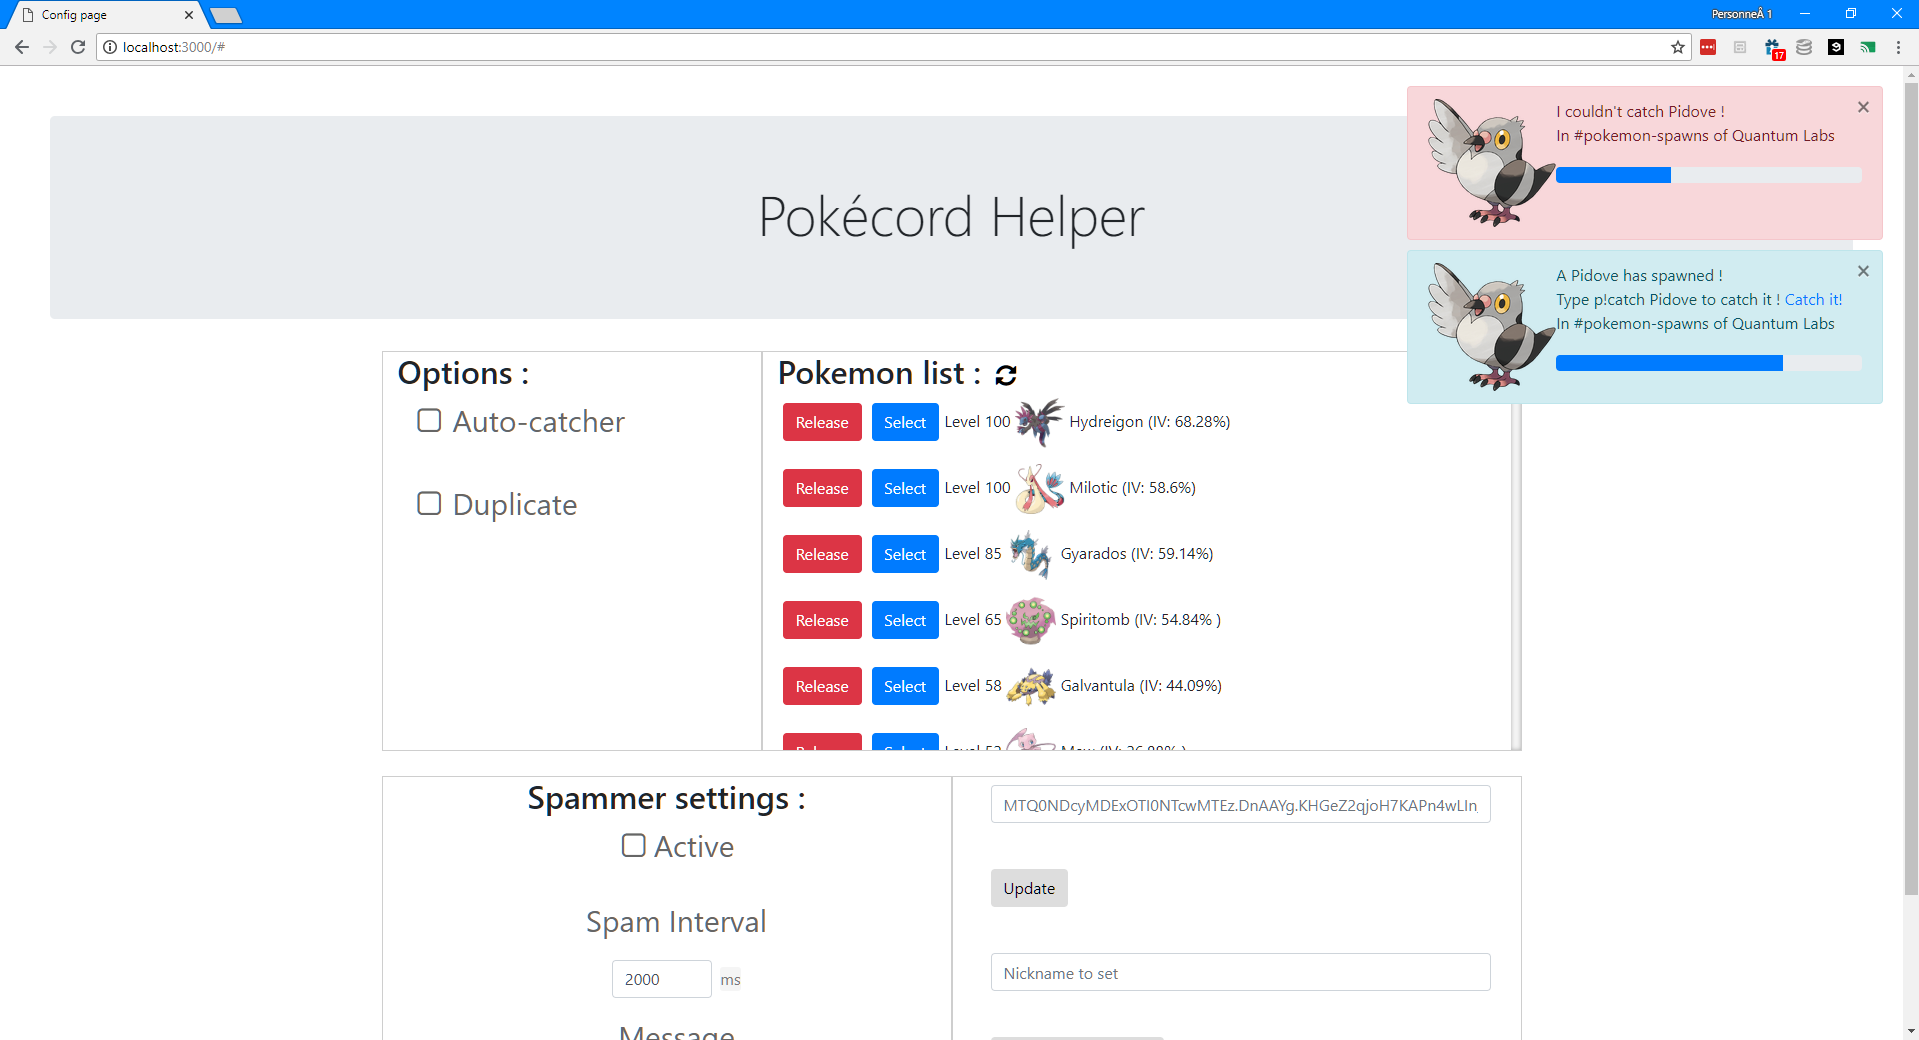 Config page
PersonneÂ 1
localhost:3000/#
17
I couldn't catch Pidove !
In #pokemon-spawns of Quantum Labs
Pokécord Helper
A Pidove has spawned !
Type p!catch Pidove to catch it ! Catch it!
In #pokemon-spawns of Quantum Labs
Options :
Auto-catcher
Duplicate
Pokemon list :
Release Select Level 100 Hydreigon (IV: 68.28%)
Release Select Level 100 Milotic (IV: 58.6%)
Release Select Level 85 Gyarados (IV: 59.14%)
Release Select Level 65 Spiritomb (IV: 54.84% )
Release Select Level 58 Galvantula (IV: 44.09%)
Release Select Level
Spammer settings :
Active
Spam Interval
2000 ms
Message
Update
Nickname to set